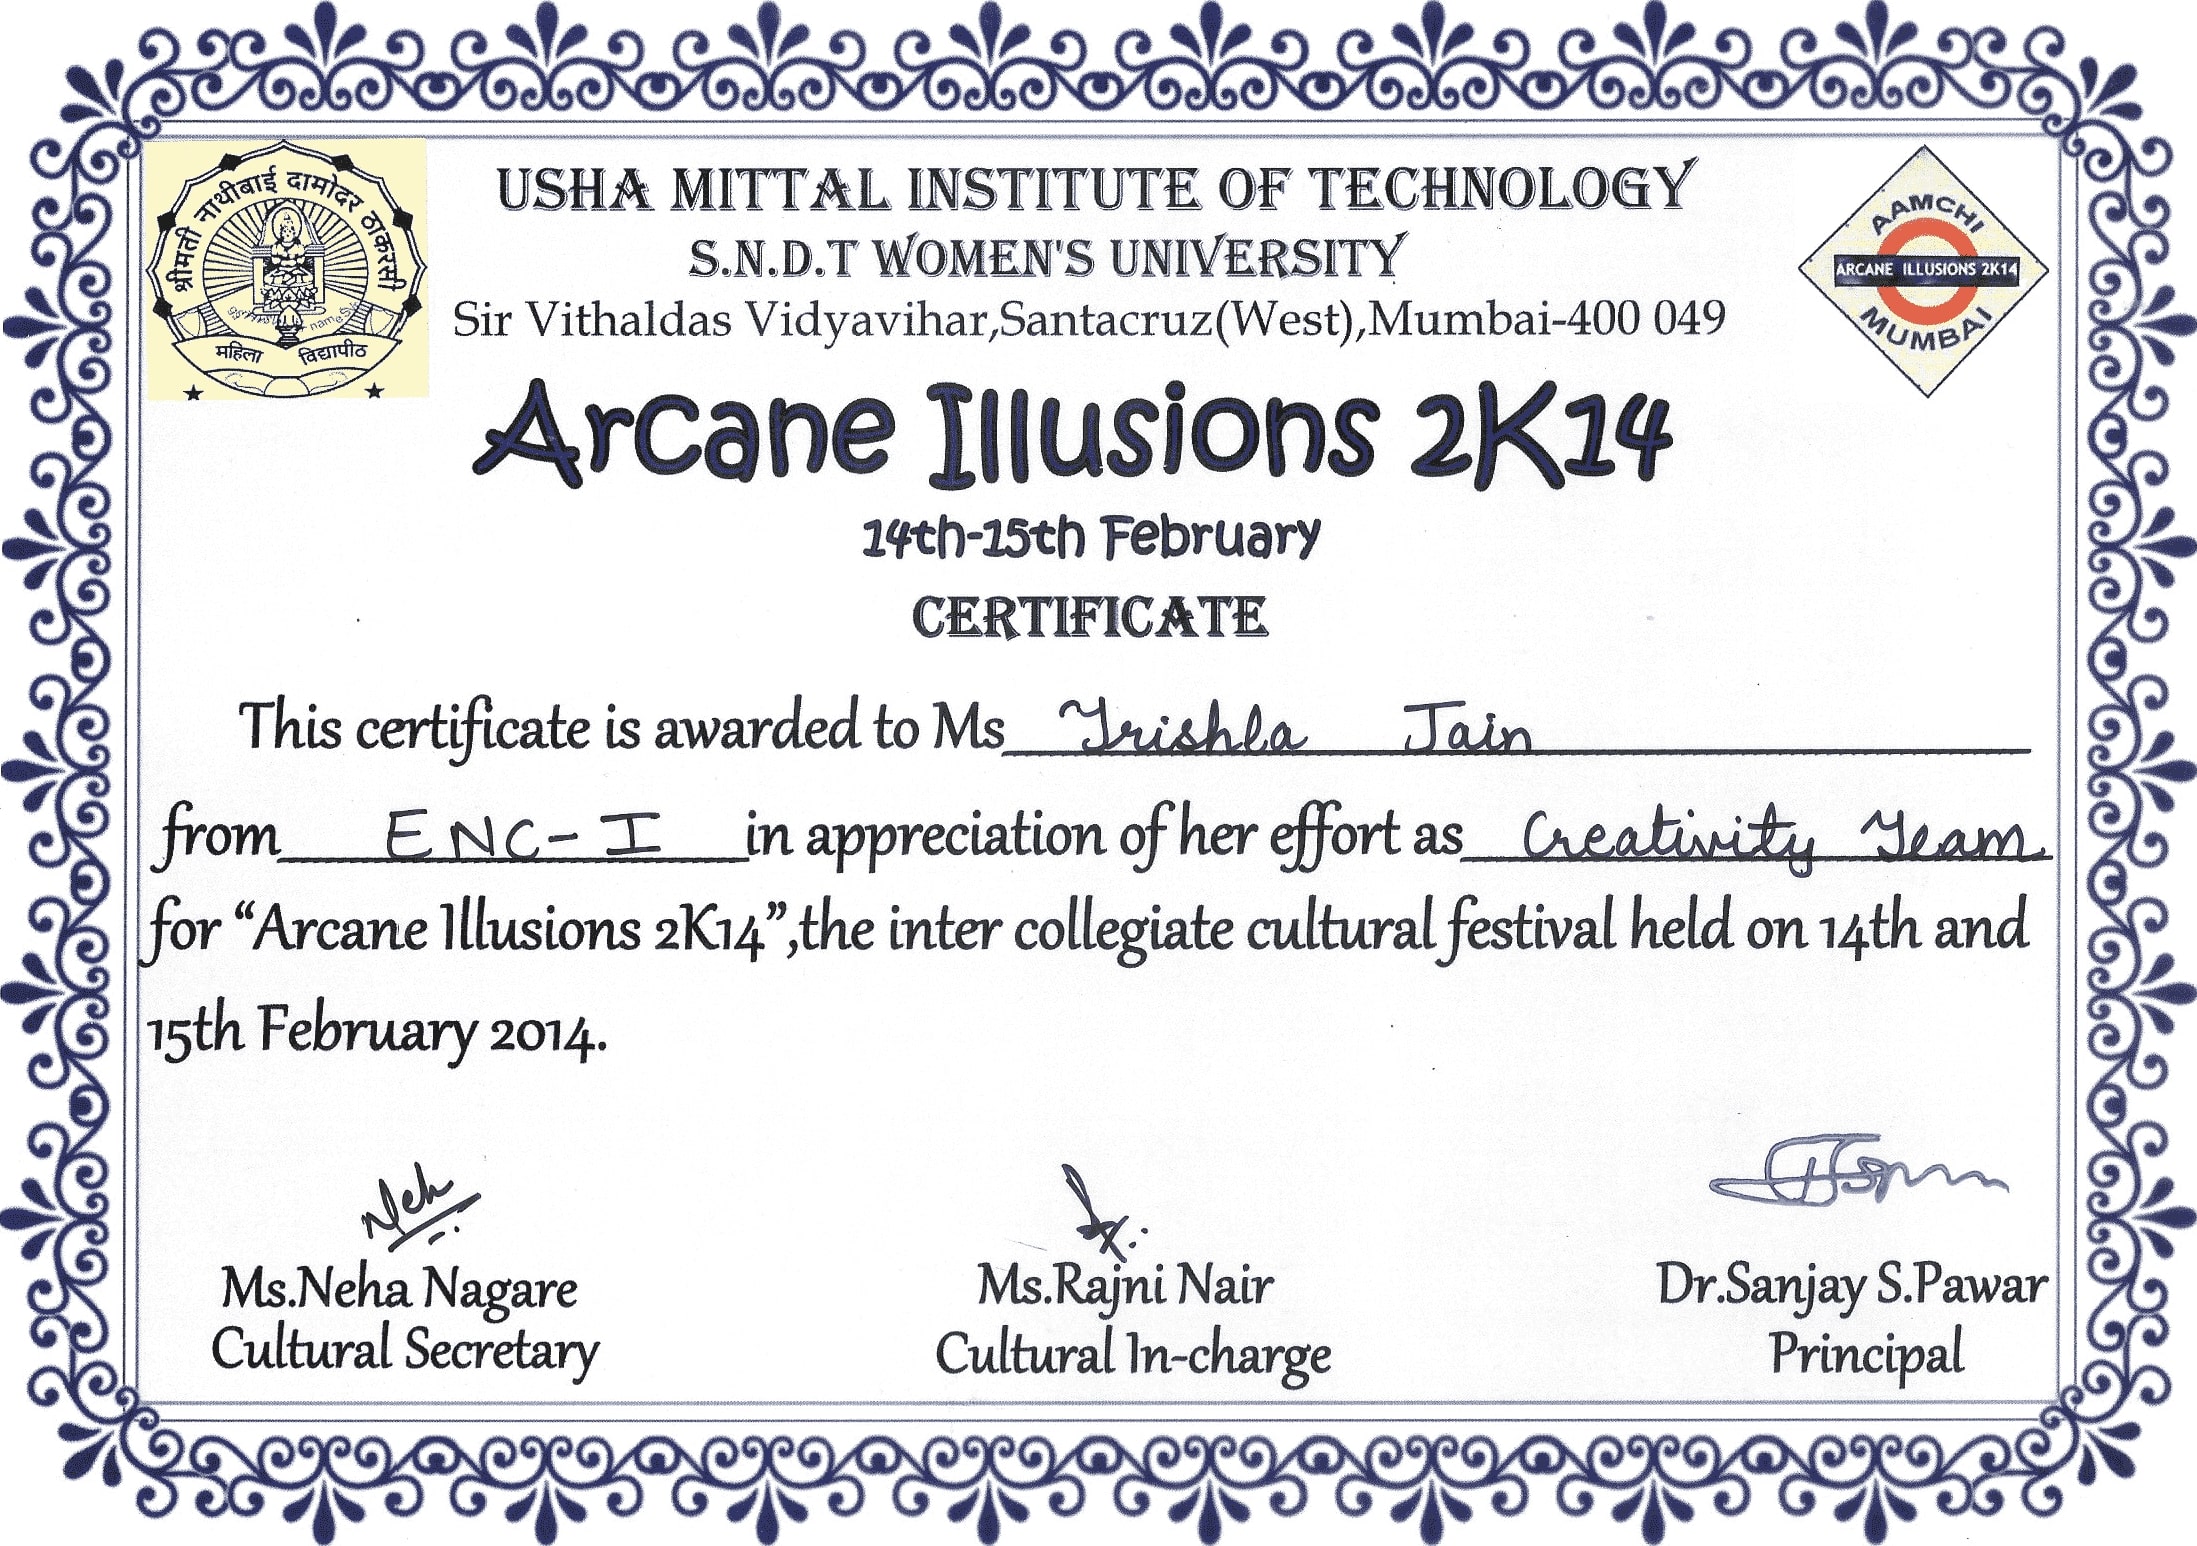 श्रीमती नाथीबाई दामोदर ठाकरसी
महिला विद्यापीठ
USHA MITTAL INSTITUTE OF TECHNOLOGY
S.N.D.T WOMEN'S UNIVERSITY
Sir Vithaldas Vidyavihar,Santacruz(West),Mumbai-400 049
AAMCHI
ARCANE ILLUSIONS 2K14
MUMBAI
Arcane Illusions 2K14
14th-15th February
CERTIFICATE
This certificate is awarded to Ms Trishla Jain
from ENC-I in appreciation of her effort as Creativity Team
for “Arcane Illusions 2K14”,the inter collegiate cultural festival held on 14th and
15th February 2014.
Neh
Ms.Neha Nagare
Cultural Secretary
Ms.Rajni Nair
Cultural In-charge
Dr.Sanjay S.Pawar
Principal